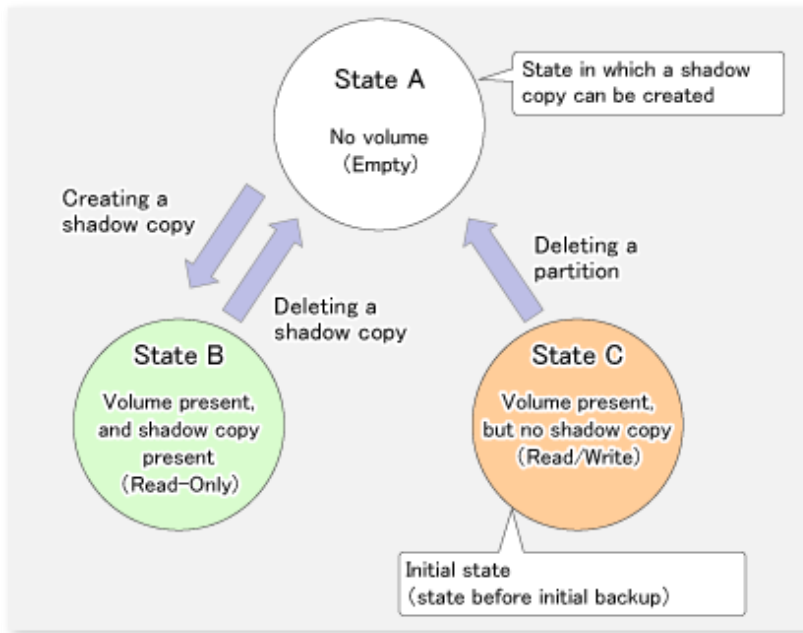 State A
No volume
(Empty)
State in which a shadow
copy can be created
Creating a
shadow copy
Deleting a
shadow copy
Deleting a
partition
State B
Volume present,
and shadow copy
present
(Read-Only)
State C
Volume present,
but no shadow copy
(Read/Write)
Initial state
(state before initial backup)